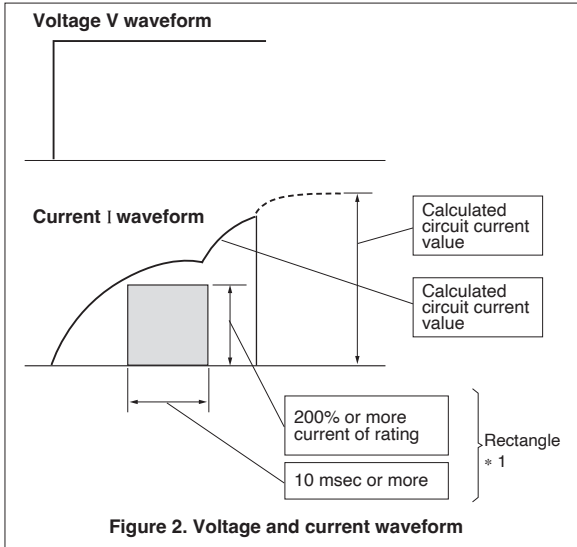 Voltage V waveform
Current I waveform
Calculated
circuit current
value
Calculated
circuit current
value
200% or more
current of rating
10 msec or more
Rectangle
* 1
Figure 2. Voltage and current waveform